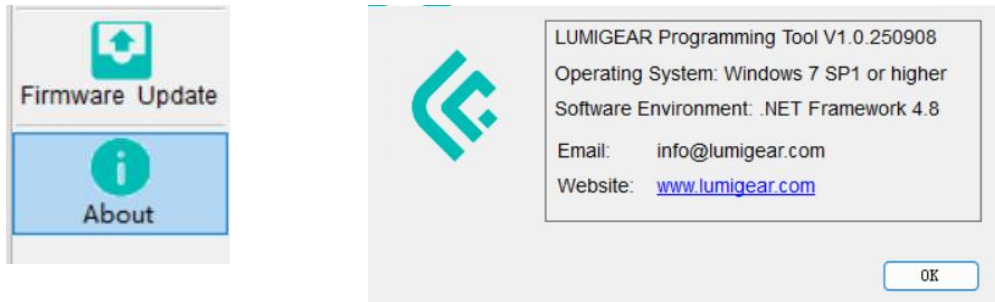 Firmware Update
About
LUMIGEAR Programming Tool V1.0.250908
Operating System: Windows 7 SP1 or higher
Software Environment: .NET Framework 4.8
Email: info@lumigear.com
Website: www.lumigear.com
OK